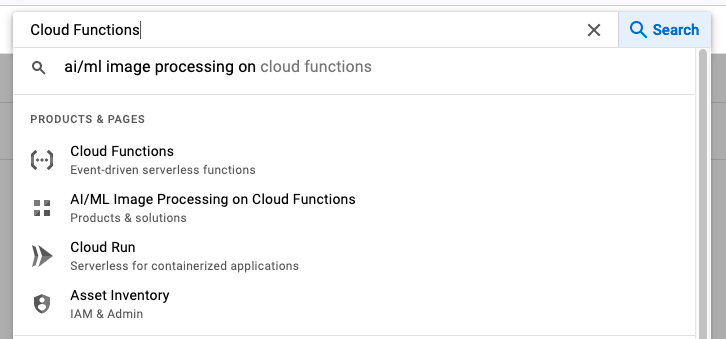 Cloud Functions
Search
ai/ml image processing on cloud functions
PRODUCTS & PAGES
Cloud Functions
Event-driven serverless functions
AI/ML Image Processing on Cloud Functions
Products & solutions
Cloud Run
Serverless for containerized applications
Asset Inventory
IAM & Admin